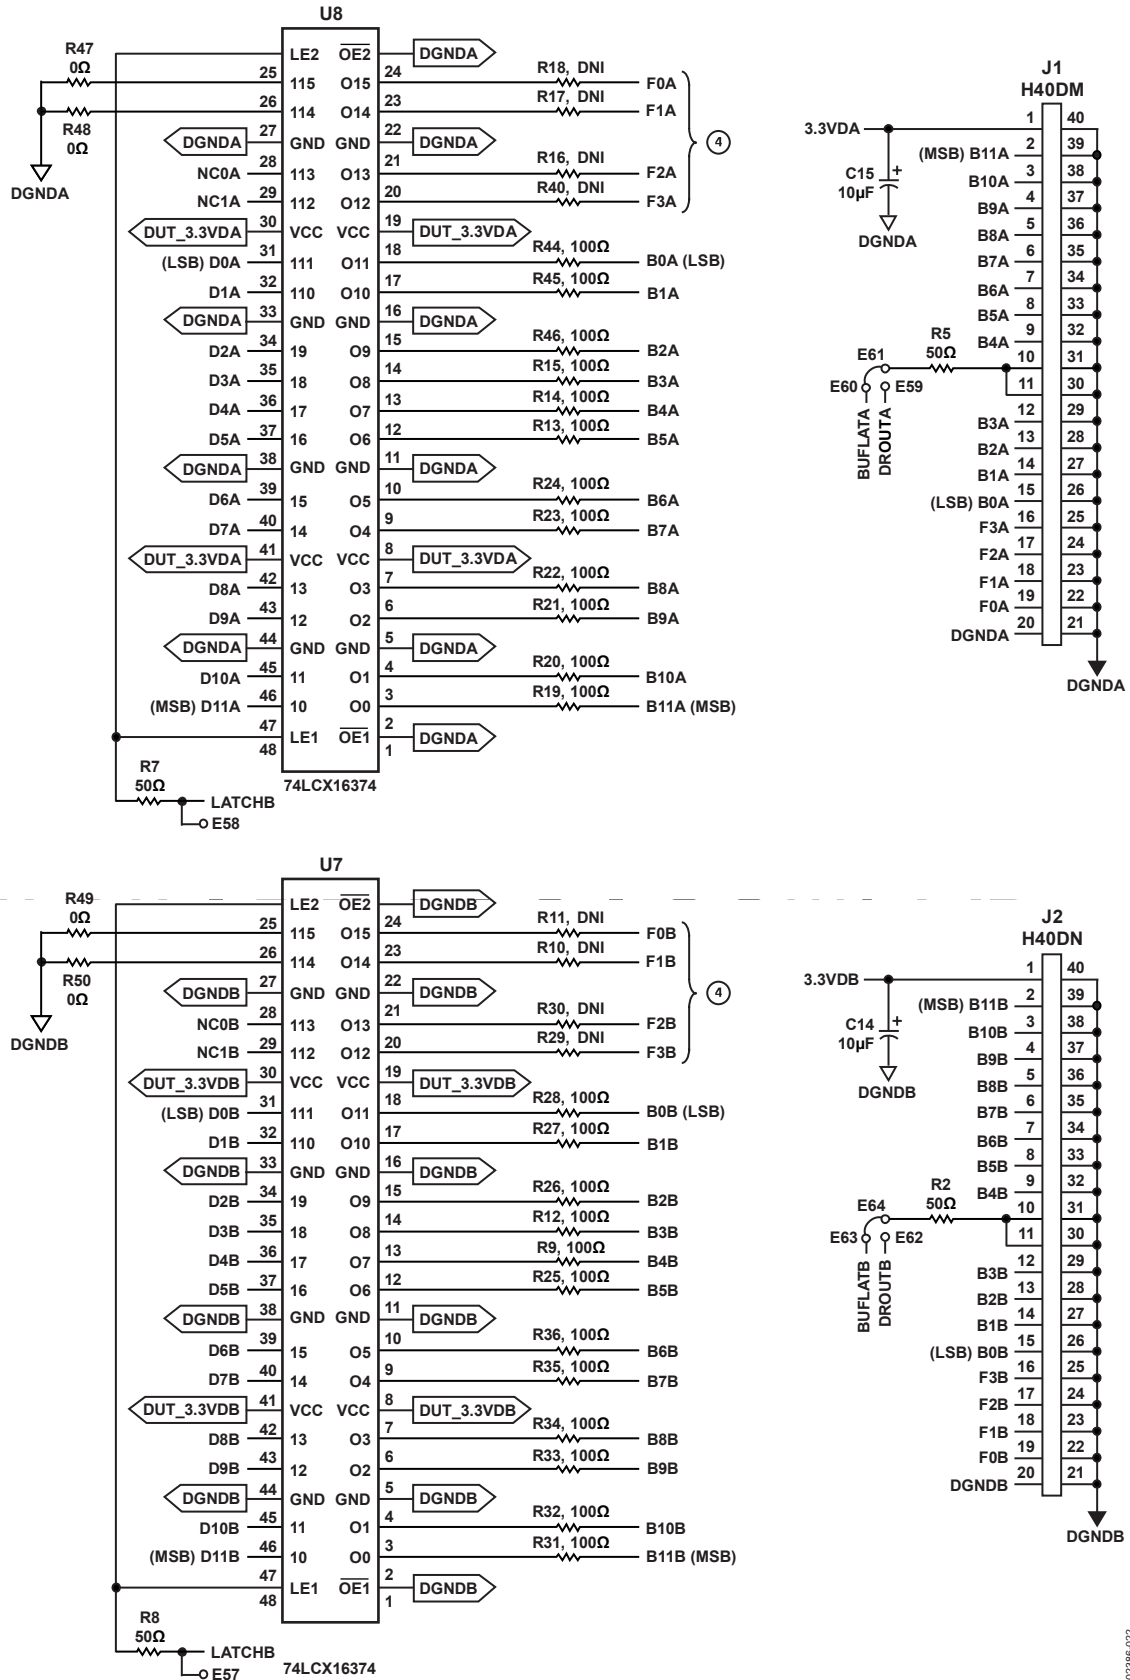 U8
R47
0Ω
R48
0Ω
DGNDA
LE2 OE2 DGNDA
25 115 O15 24 R18, DNI F0A
26 114 O14 23 R17, DNI F1A
DGNDA 27 GND GND 22 DGNDA
4
NC0A 28 113 O13 21 R16, DNI F2A
NC1A 29 112 O12 20 R40, DNI F3A
DUT_3.3VDA 30 VCC VCC 19 DUT_3.3VDA
(LSB) D0A 31 111 O11 18 R44, 100Ω B0A (LSB)
D1A 32 110 O10 17 R45, 100Ω B1A
DGNDA 33 GND GND 16 DGNDA
D2A 34 19 O9 15 R46, 100Ω B2A
D3A 35 18 O8 14 R15, 100Ω B3A
D4A 36 17 O7 13 R14, 100Ω B4A
D5A 37 16 O6 12 R13, 100Ω B5A
DGNDA 38 GND GND 11 DGNDA
D6A 39 15 O5 10 R24, 100Ω B6A
D7A 40 14 O4 9 R23, 100Ω B7A
DUT_3.3VDA 41 VCC VCC 8 DUT_3.3VDA
D8A 42 13 O3 7 R22, 100Ω B8A
D9A 43 12 O2 6 R21, 100Ω B9A
DGNDA 44 GND GND 5 DGNDA
D10A 45 11 O1 4 R20, 100Ω B10A
(MSB) D11A 46 10 O0 3 R19, 100Ω B11A (MSB)
47 LE1 OE1 2 DGNDA
48 1
R7
50Ω
74LCX16374
LATCHB
E58
J1
H40DM
3.3VDA 1 40
(MSB) B11A 2 39
B10A 3 38
B9A 4 37
B8A 5 36
B7A 6 35
B6A 7 34
B5A 8 33
B4A 9 32
10 31
11 30
B3A 12 29
B2A 13 28
B1A 14 27
(LSB) B0A 15 26
F3A 16 25
F2A 17 24
F1A 18 23
F0A 19 22
DGNDA 20 21
DGNDA
C15
10µF
+
DGNDA
R5
50Ω
E61
E60 E59
BUFLATA
DROUTA
U7
R49
0Ω
R50
0Ω
DGNDB
LE2 OE2 DGNDB
25 115 O15 24 R11, DNI F0B
26 114 O14 23 R10, DNI F1B
DGNDB 27 GND GND 22 DGNDB
4
NC0B 28 113 O13 21 R30, DNI F2B
NC1B 29 112 O12 20 R29, DNI F3B
DUT_3.3VDB 30 VCC VCC 19 DUT_3.3VDB
(LSB) D0B 31 111 O11 18 R28, 100Ω B0B (LSB)
D1B 32 110 O10 17 R27, 100Ω B1B
DGNDB 33 GND GND 16 DGNDB
D2B 34 19 O9 15 R26, 100Ω B2B
D3B 35 18 O8 14 R12, 100Ω B3B
D4B 36 17 O7 13 R9, 100Ω B4B
D5B 37 16 O6 12 R25, 100Ω B5B
DGNDB 38 GND GND 11 DGNDB
D6B 39 15 O5 10 R36, 100Ω B6B
D7B 40 14 O4 9 R35, 100Ω B7B
DUT_3.3VDB 41 VCC VCC 8 DUT_3.3VDB
D8B 42 13 O3 7 R34, 100Ω B8B
D9B 43 12 O2 6 R33, 100Ω B9B
DGNDB 44 GND GND 5 DGNDB
D10B 45 11 O1 4 R32, 100Ω B10B
(MSB) D11B 46 10 O0 3 R31, 100Ω B11B (MSB)
47 LE1 OE1 2 DGNDB
48 1
R8
50Ω
LATCHB
E57
74LCX16374
J2
H40DN
3.3VDB 1 40
(MSB) B11B 2 39
B10B 3 38
B9B 4 37
B8B 5 36
B7B 6 35
B6B 7 34
B5B 8 33
B4B 9 32
10 31
11 30
B3B 12 29
B2B 13 28
B1B 14 27
(LSB) B0B 15 26
F3B 16 25
F2B 17 24
F1B 18 23
F0B 19 22
DGNDB 20 21
DGNDB
C14
10µF
+
DGNDB
R2
50Ω
E64
E63 E62
BUFLATB
DROUTB